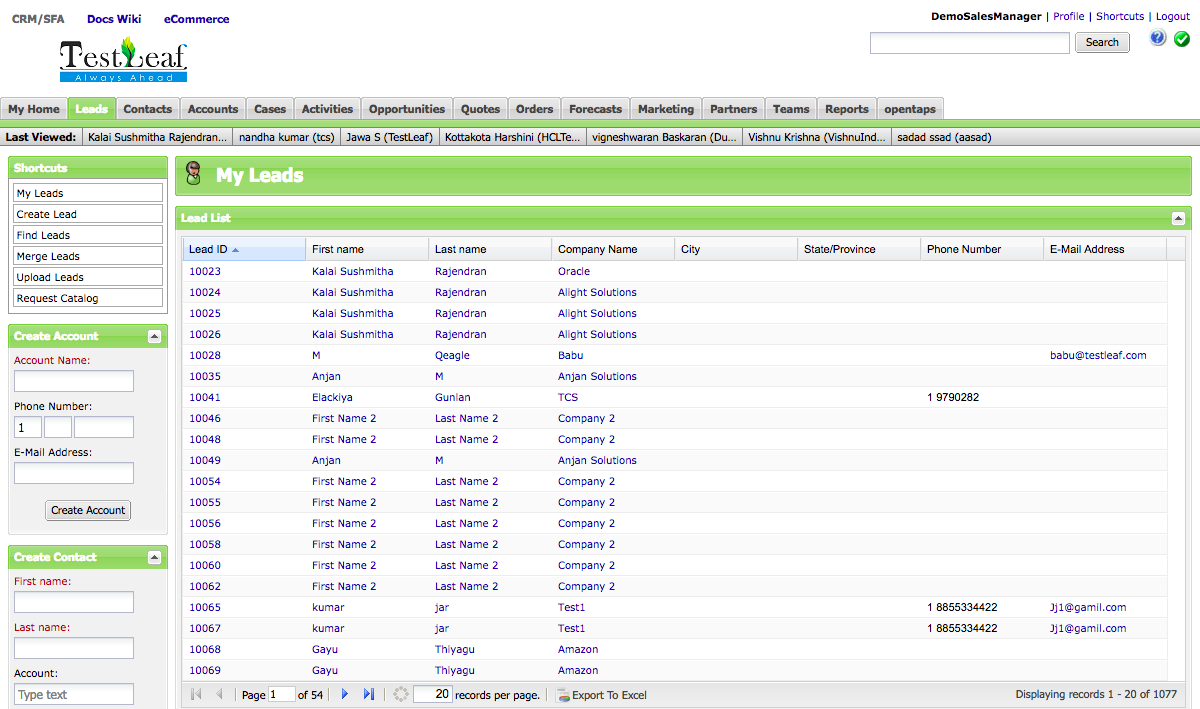 CRM/SFA Docs Wiki eCommerce
DemoSalesManager | Profile | Shortcuts | Logout
TestLeaf
Always Ahead
Search
My Home Leads Contacts Accounts Cases Activities Opportunities Quotes Orders Forecasts Marketing Partners Teams Reports opentaps
Last Viewed: Kalai Sushmitha Rajendran... nandha kumar (tcs) Jawa S (TestLeaf) Kottakota Harshini (HCLTe... vigneshwaran Baskaran (Du... Vishnu Krishna (VishnuInd... sadad ssad (aasad)
Shortcuts
My Leads
Create Lead
Find Leads
Merge Leads
Upload Leads
Request Catalog
Create Account
Account Name:
Phone Number:
1
E-Mail Address:
Create Account
Create Contact
First name:
Last name:
Account:
Type text
My Leads
Lead List
Lead ID First name Last name Company Name City State/Province Phone Number E-Mail Address
10023 Kalai Sushmitha Rajendran Oracle
10024 Kalai Sushmitha Rajendran Alight Solutions
10025 Kalai Sushmitha Rajendran Alight Solutions
10026 Kalai Sushmitha Rajendran Alight Solutions
10028 M Qeagle Babu babu@testleaf.com
10035 Anjan M Anjan Solutions
10041 Elackiya Gunlan TCS 1 9790282
10046 First Name 2 Last Name 2 Company 2
10048 First Name 2 Last Name 2 Company 2
10049 Anjan M Anjan Solutions
10054 First Name 2 Last Name 2 Company 2
10055 First Name 2 Last Name 2 Company 2
10056 First Name 2 Last Name 2 Company 2
10058 First Name 2 Last Name 2 Company 2
10060 First Name 2 Last Name 2 Company 2
10062 First Name 2 Last Name 2 Company 2
10065 kumar jar Test1 1 8855334422 Jj1@gamil.com
10067 kumar jar Test1 1 8855334422 Jj1@gamil.com
10068 Gayu Thiyagu Amazon
10069 Gayu Thiyagu Amazon
Page 1 of 54 20 records per page. Export To Excel Displaying records 1 - 20 of 1077